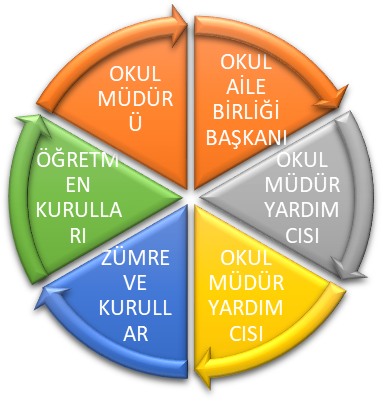 OKUL
AİLE
BİRLİĞİ
BAŞKANI
OKUL
MÜDÜR
YARDIM
CISI
OKUL
MÜDÜR
YARDIM
CISI
ZÜMRE
VE
KURULL
AR
ÖĞRETM
EN
KURULLA
RI
OKUL
MÜDÜR
Ü